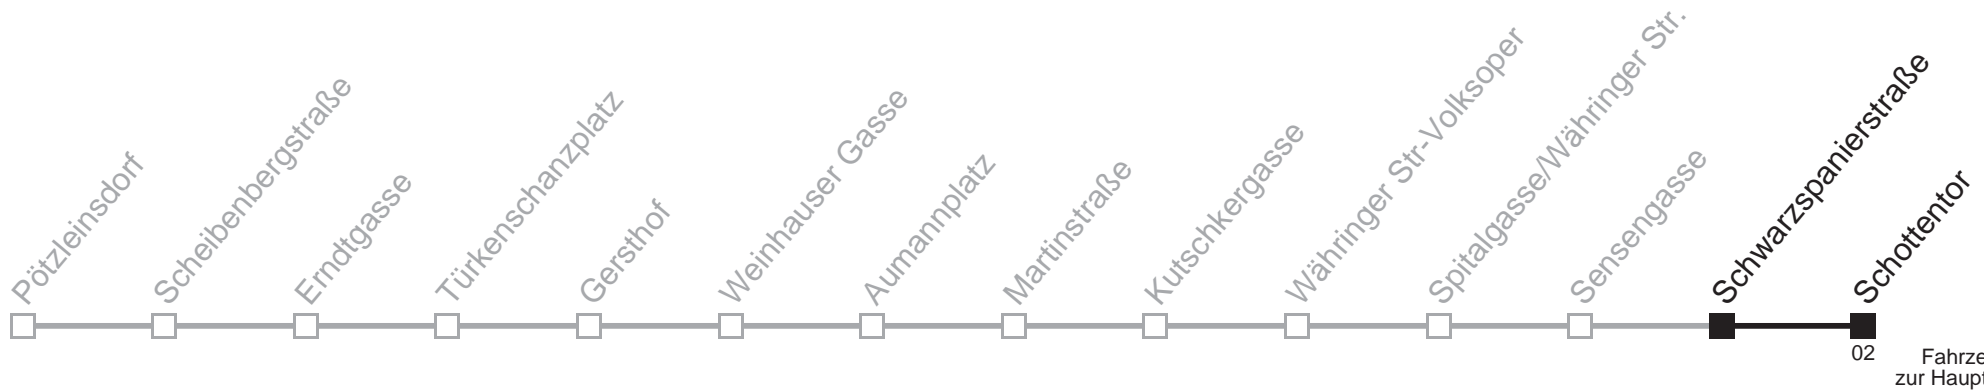 Pötzleinsdorf
Scheibenbergstraße
Erndtgasse
Türkenschanzplatz
Gersthof
Weinhauser Gasse
Aumannplatz
Martinstraße
Kutschkergasse
Währinger Str-Volksoper
Spitalgasse/Währinger Str.
Sensengasse
Schwarzspanierstraße
Schottentor
02
zur